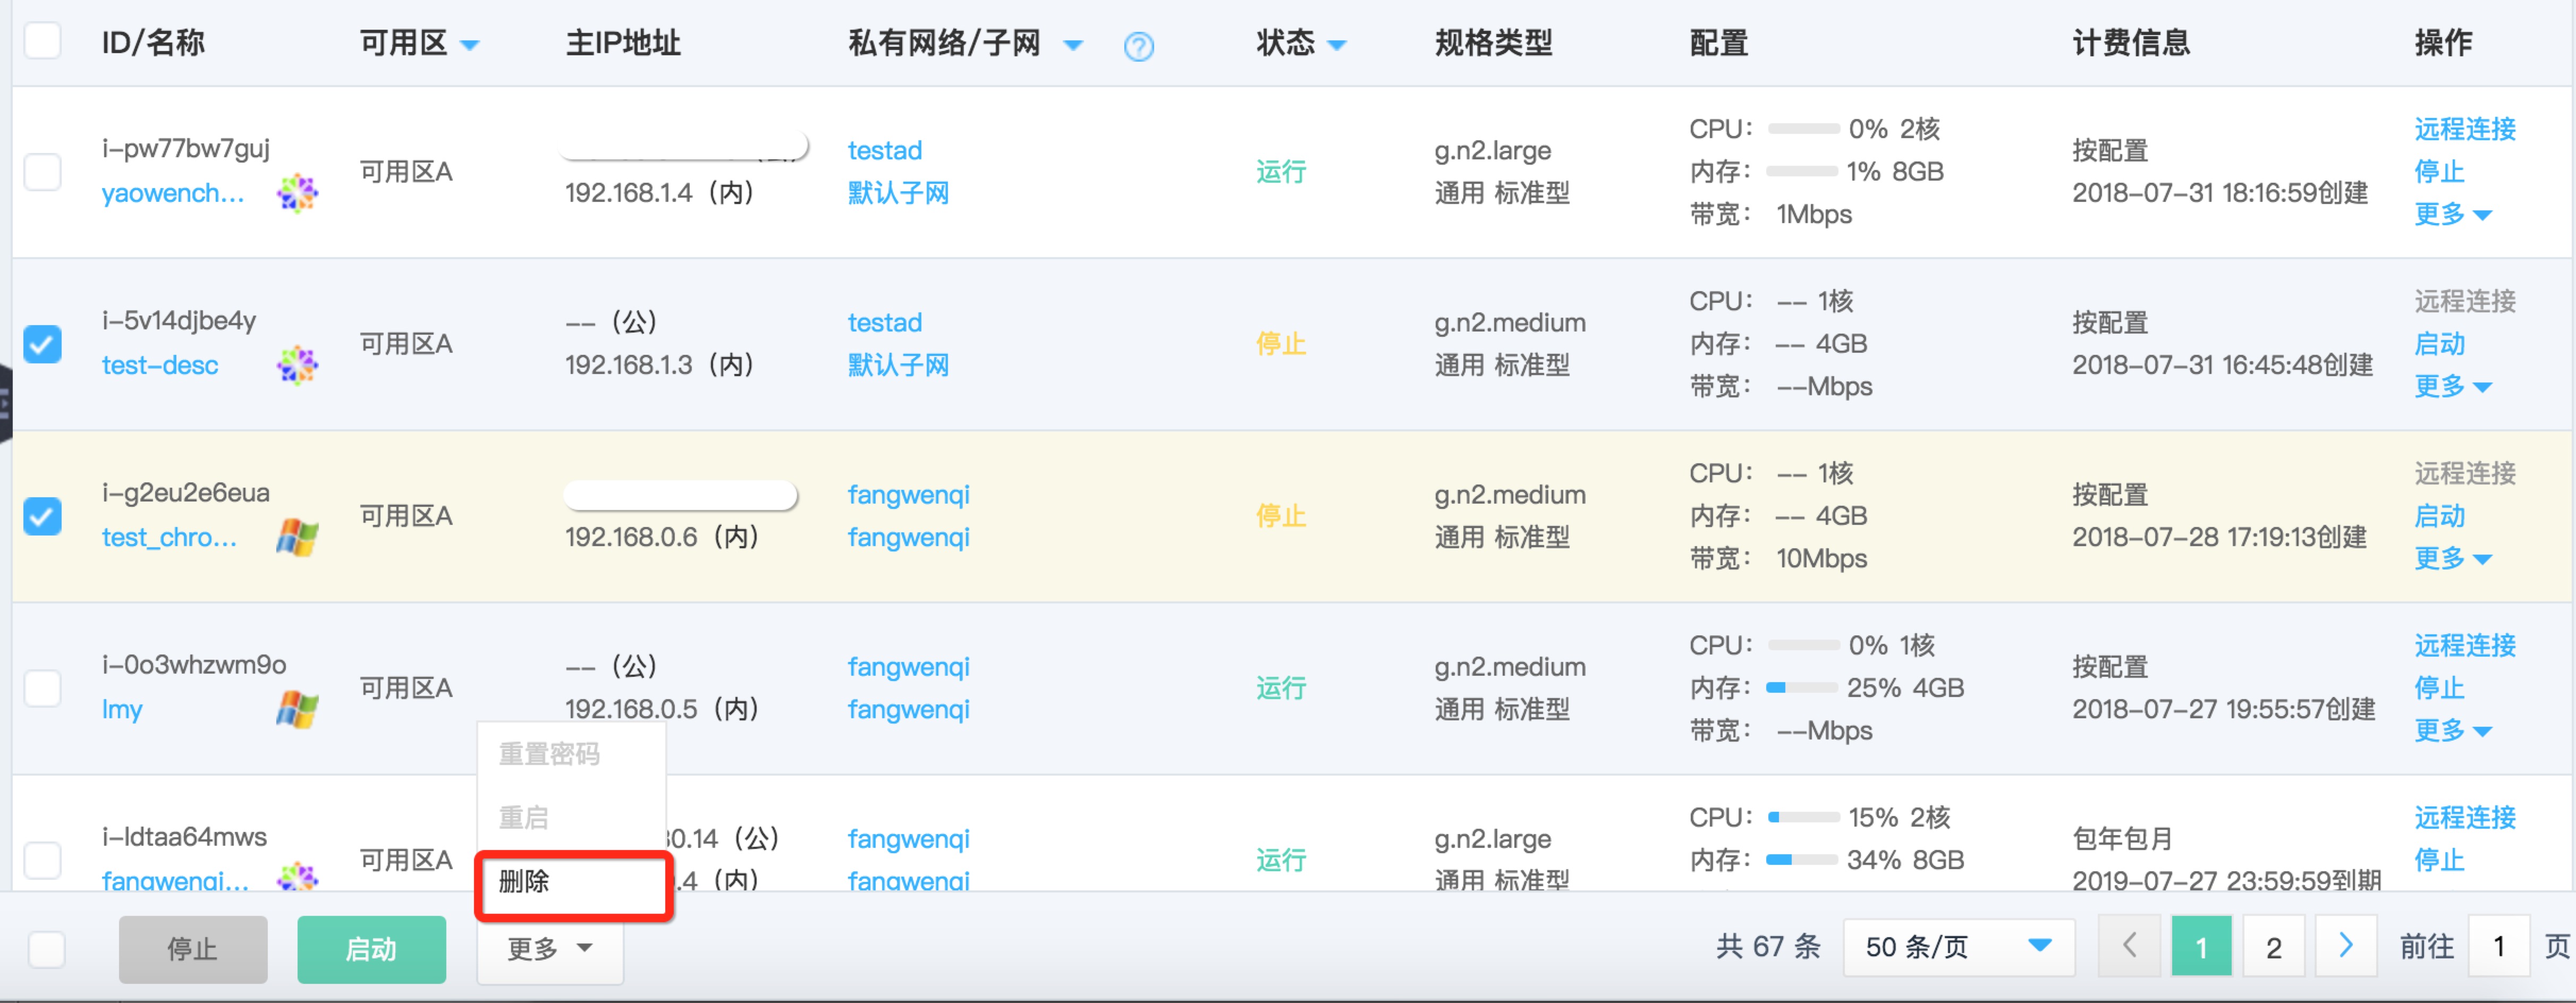 ID/名称 可用区 主IP地址 私有网络/子网 ? 状态 规格类型 配置 计费信息 操作
i-pw77bw7guj
yaowench...
可用区A
192.168.1.4（内）
testad
默认子网
运行
g.n2.large
通用 标准型
CPU： 0% 2核
内存： 1% 8GB
带宽： 1Mbps
按配置
2018-07-31 18:16:59创建
远程连接
停止
更多
i-5v14djbe4y
test-desc
可用区A
--（公）
192.168.1.3（内）
testad
默认子网
停止
g.n2.medium
通用 标准型
CPU： -- 1核
内存： -- 4GB
带宽： --Mbps
按配置
2018-07-31 16:45:48创建
远程连接
启动
更多
i-g2eu2e6eua
test_chro...
可用区A
192.168.0.6（内）
fangwenqi
fangwenqi
停止
g.n2.medium
通用 标准型
CPU： -- 1核
内存： -- 4GB
带宽： 10Mbps
按配置
2018-07-28 17:19:13创建
远程连接
启动
更多
i-0o3whzwm9o
lmy
可用区A
--（公）
192.168.0.5（内）
fangwenqi
fangwenqi
运行
g.n2.medium
通用 标准型
CPU： 0% 1核
内存： 25% 4GB
带宽： --Mbps
按配置
2018-07-27 19:55:57创建
远程连接
停止
更多
i-ldtaa64mws
fangwenqi...
可用区A
0.14（公）
.4（内）
fangwenqi
fangwenqi
运行
g.n2.large
通用 标准型
CPU： 15% 2核
内存： 34% 8GB
包年包月
2019-07-27 23:59:59到期
远程连接
停止
重置密码
重启
删除
停止 启动 更多 共 67 条 50 条/页 1 2 前往 1 页